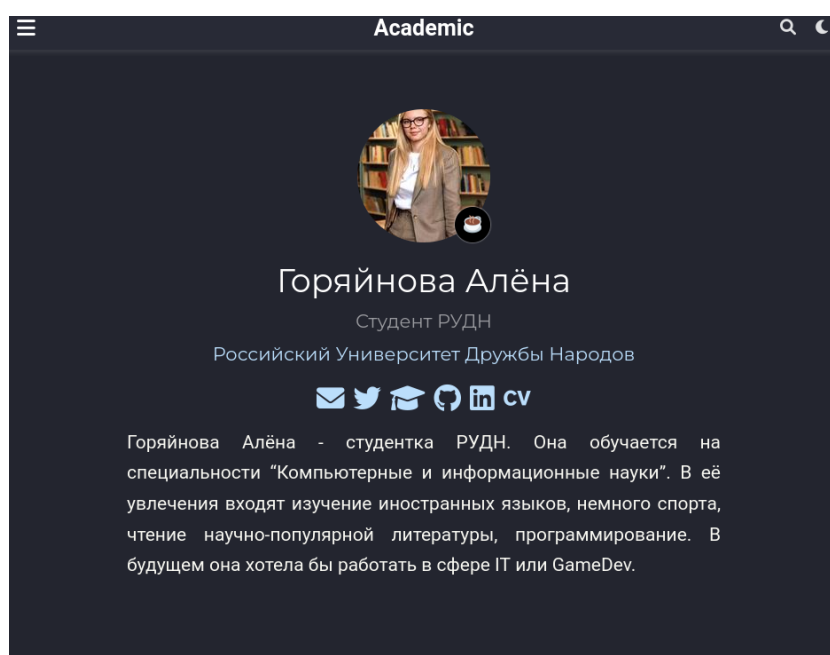 Academic
Горяйнова Алёна
Студент РУДН
Российский Университет Дружбы Народов
CV
Горяйнова Алёна - студентка РУДН. Она обучается на
специальности “Компьютерные и информационные науки”. В её
увлечения входят изучение иностранных языков, немного спорта,
чтение научно-популярной литературы, программирование. В
будущем она хотела бы работать в сфере IT или GameDev.